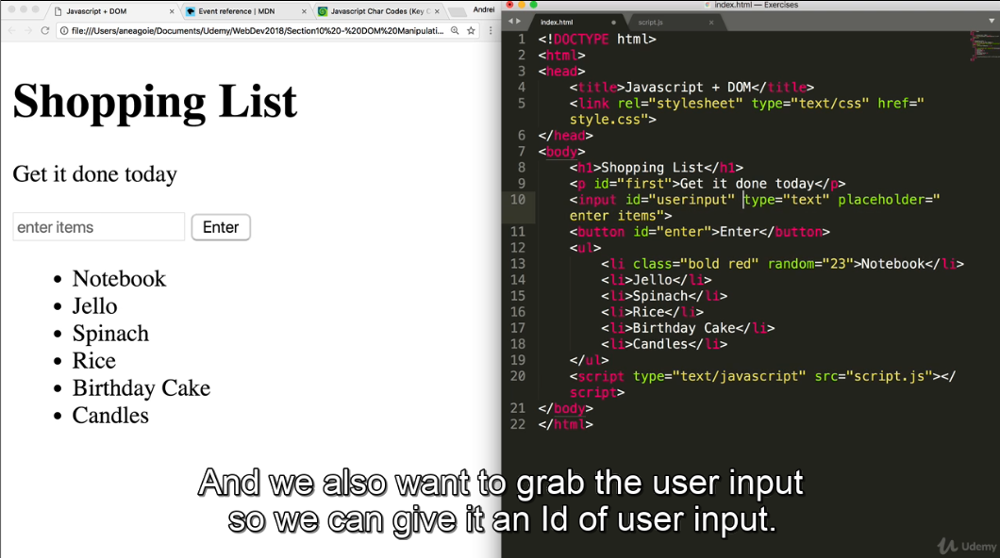 Javascript + DOM
Event reference | MDN
Javascript Char Codes (Key C
Andrei
file:///Users/aneagoie/Documents/Udemy/WebDev2018/Section10%20-%20DOM%20Manipulati...
Shopping List
Get it done today
enter items
Enter
• Notebook
• Jello
• Spinach
• Rice
• Birthday Cake
• Candles
index.html — Exercises
index.html
script.js
1 <!DOCTYPE html>
2 <html>
3 <head>
4 <title>Javascript + DOM</title>
5 <link rel="stylesheet" type="text/css" href="
style.css">
6 </head>
7 <body>
8 <h1>Shopping List</h1>
9 <p id="first">Get it done today</p>
10 <input id="userinput" type="text" placeholder="
enter items">
11 <button id="enter">Enter</button>
12 <ul>
13 <li class="bold red" random="23">Notebook</li>
14 <li>Jello</li>
15 <li>Spinach</li>
16 <li>Rice</li>
17 <li>Birthday Cake</li>
18 <li>Candles</li>
19 </ul>
20 <script type="text/javascript" src="script.js"></
script>
21 </body>
22 </html>
And we also want to grab the user input
so we can give it an Id of user input.
Udemy